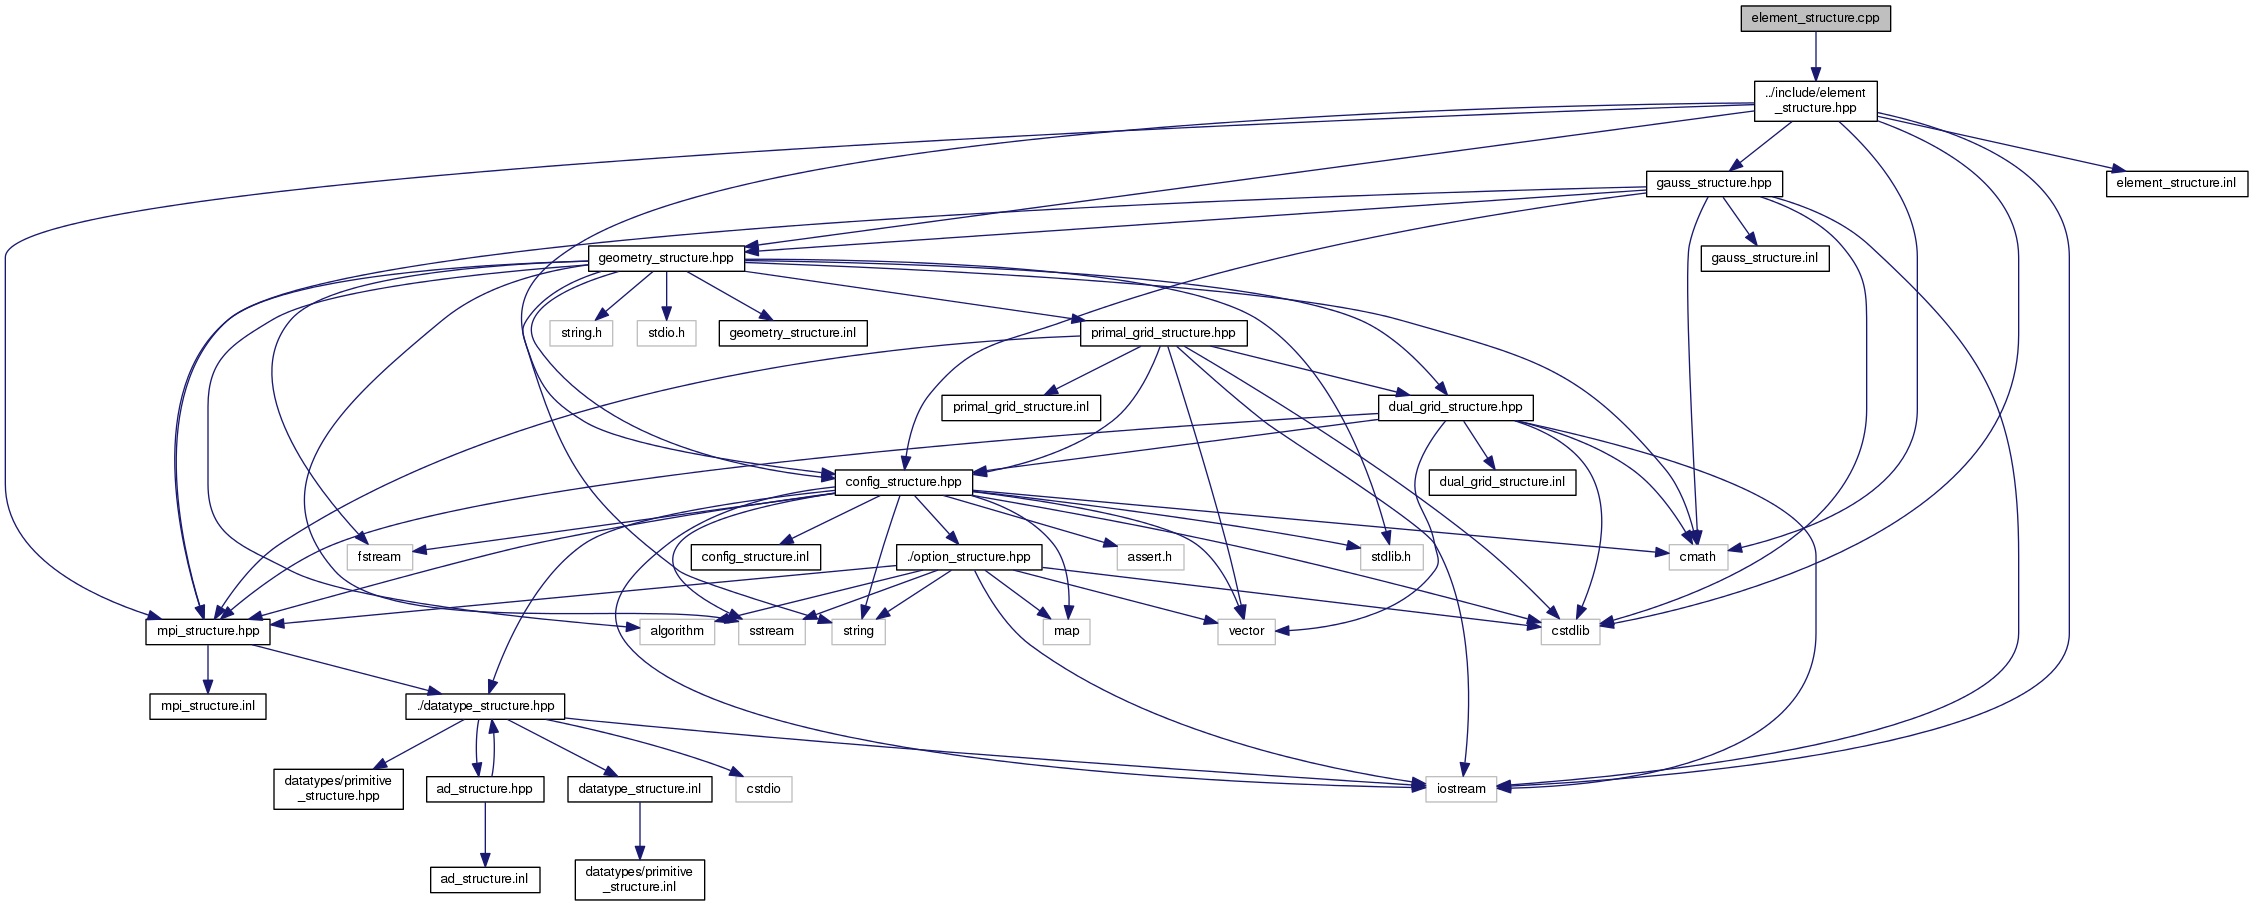 element_structure.cpp
../include/element
_structure.hpp
gauss_structure.hpp
element_structure.inl
geometry_structure.hpp
gauss_structure.inl
string.h
stdio.h
geometry_structure.inl
primal_grid_structure.hpp
primal_grid_structure.inl
dual_grid_structure.hpp
config_structure.hpp
dual_grid_structure.inl
fstream
config_structure.inl
./option_structure.hpp
assert.h
stdlib.h
cmath
mpi_structure.hpp
algorithm
sstream
string
map
vector
cstdlib
mpi_structure.inl
./datatype_structure.hpp
datatypes/primitive
_structure.hpp
ad_structure.hpp
datatype_structure.inl
cstdio
iostream
ad_structure.inl
datatypes/primitive
_structure.inl